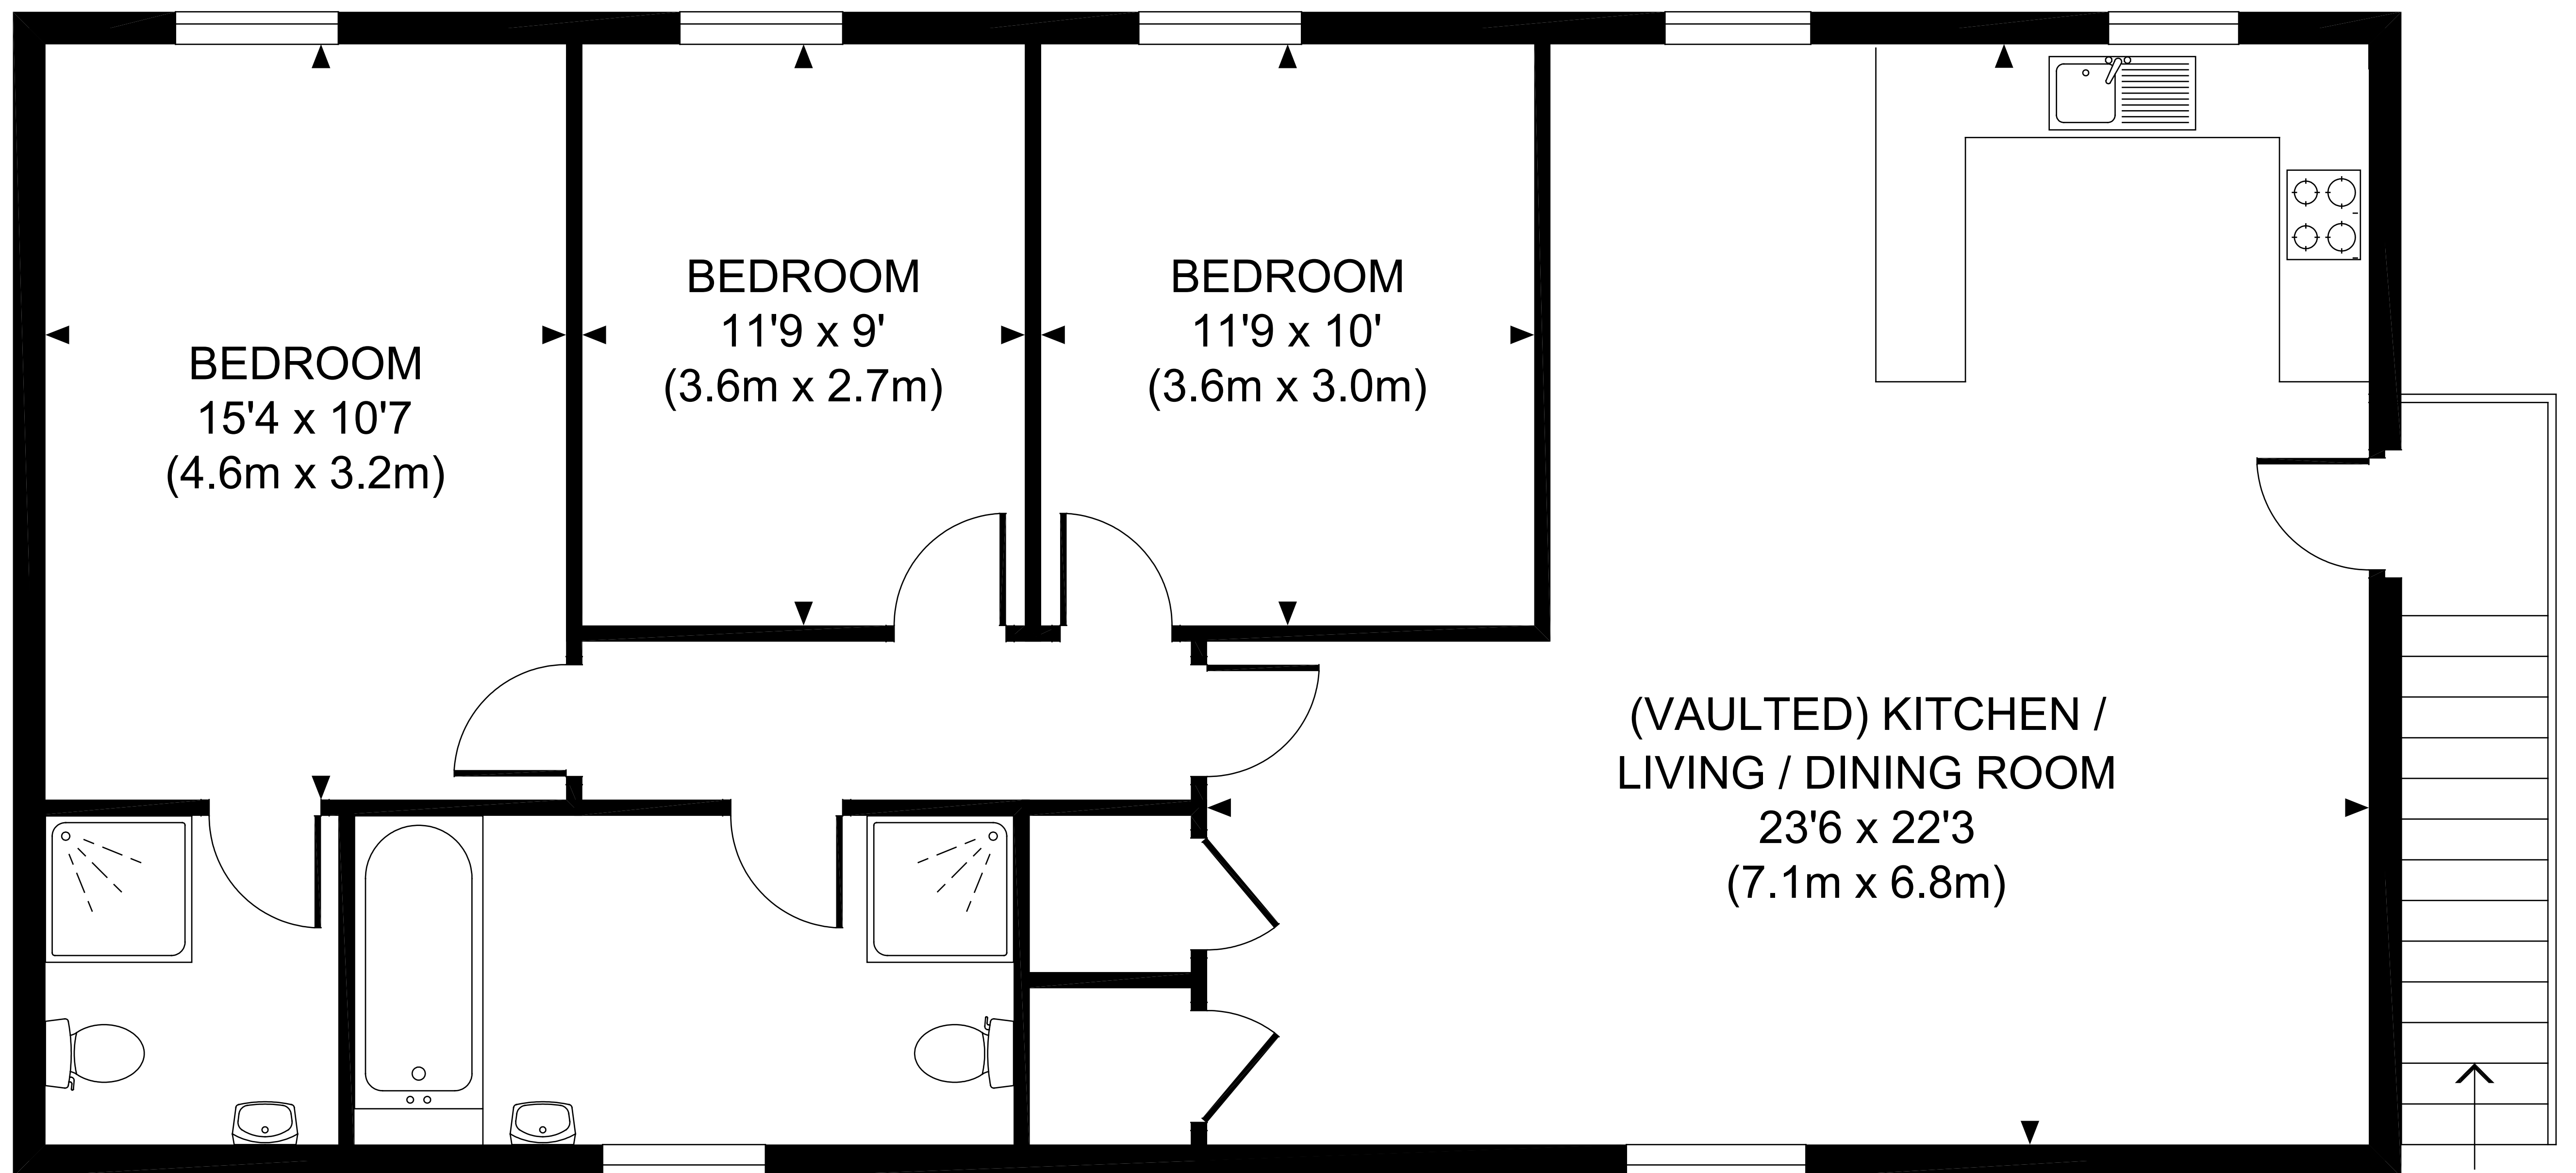 BEDROOM
15'4 x 10'7
(4.6m x 3.2m)
BEDROOM
11'9 x 9'
(3.6m x 2.7m)
BEDROOM
11'9 x 10'
(3.6m x 3.0m)
(VAULTED) KITCHEN /
LIVING / DINING ROOM
23'6 x 22'3
(7.1m x 6.8m)